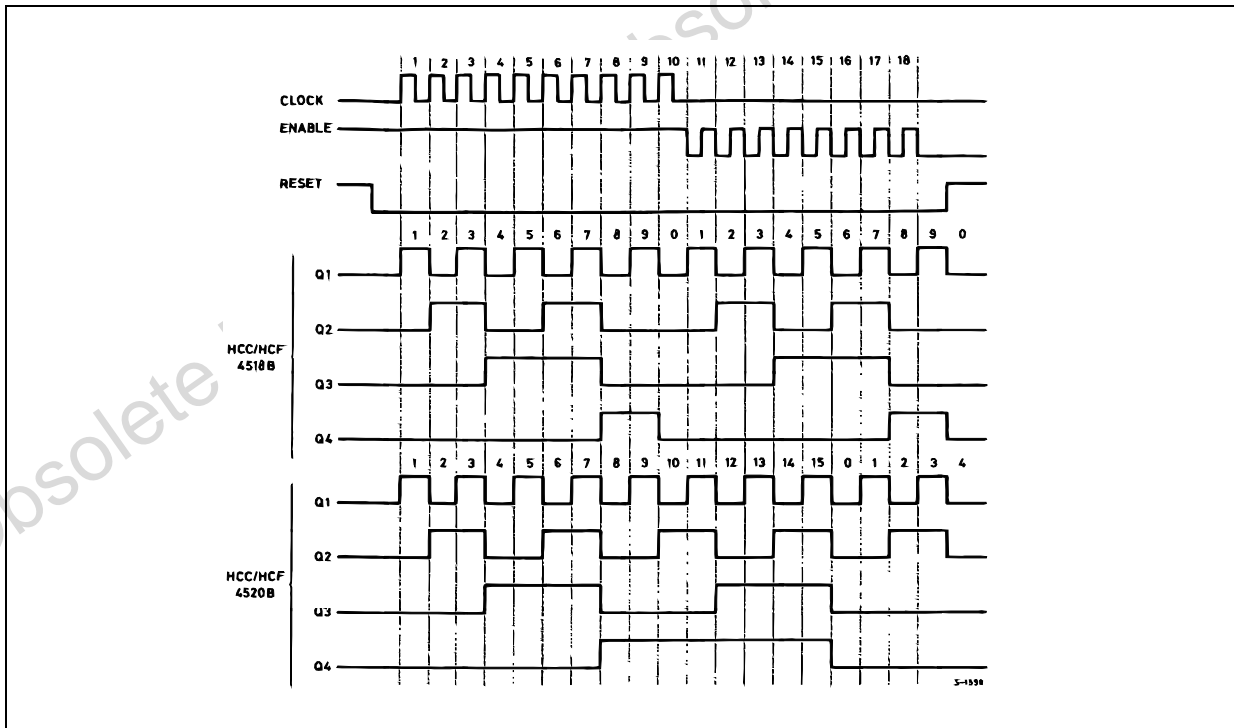 1 2 3 4 5 6 7 8 9 10 11 12 13 14 15 16 17 18
CLOCK
ENABLE
RESET
1 2 3 4 5 6 7 8 9 0 1 2 3 4 5 6 7 8 9 0
Q1
Q2
HCC/HCF
4518B
Q3
Q4
1 2 3 4 5 6 7 8 9 10 11 12 13 14 15 0 1 2 3 4
Q1
Q2
HCC/HCF
4520B
Q3
Q4
S-1598
obsolete